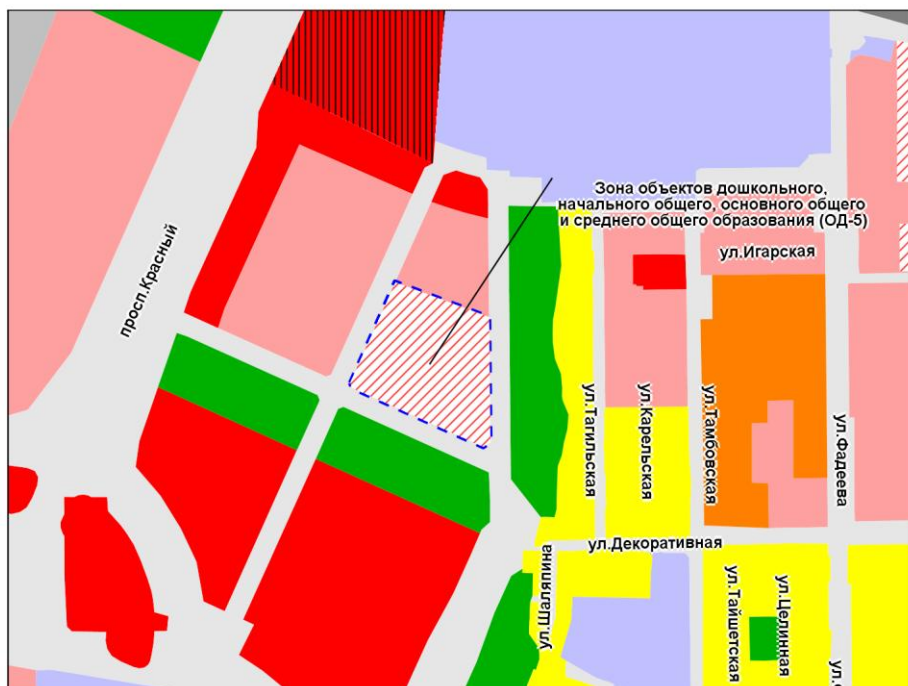 Зона объектов дошкольного,
начального общего, основного общего
и среднего общего образования (ОД-5)
ул.Игарская
просп.Красный
ул.Тагильская
ул.Карельская
ул.Тамбовская
ул.Фадеева
ул.Декоративная
ул.Шаляпина
ул.Тайшетская
ул.Целинная